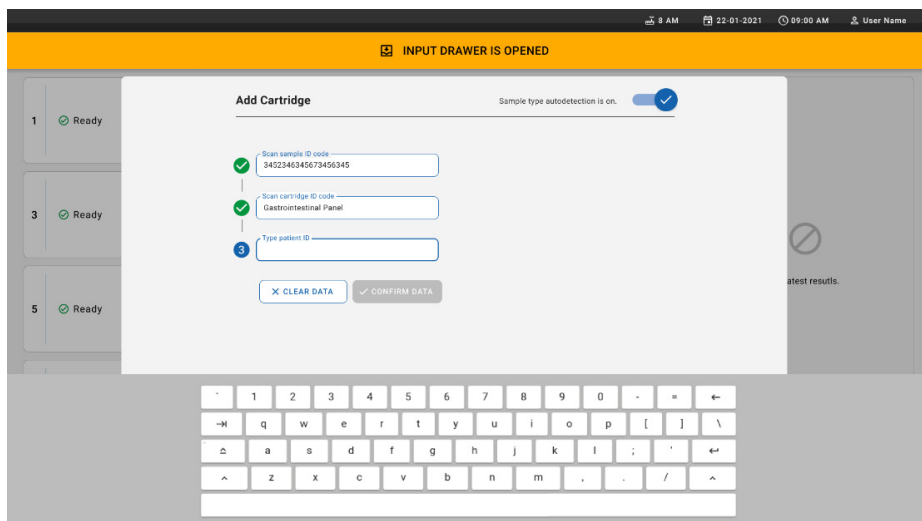 8 AM 22-01-2021 09:00 AM User Name
INPUT DRAWER IS OPENED
Add Cartridge
Sample type autodetection is on.
1 Ready
3 Ready
5 Ready
Scan sample ID code
3452346345673456345
Scan cartridge ID code
Gastrointestinal Panel
3
Type patient ID
CLEAR DATA
CONFIRM DATA
atest resutls.
` 1 2 3 4 5 6 7 8 9 0 - =
q w e r t y u i o p [ ] \
a s d f g h j k l ; '
z x c v b n m , . /